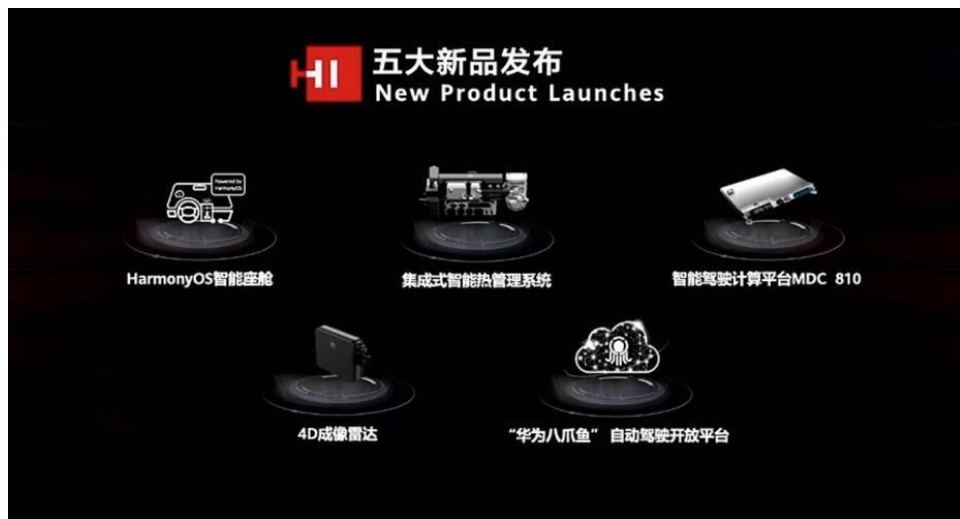 HI
五大新品发布
New Product Launches
Powered by
HarmonyOS
HarmonyOS智能座舱
集成式智能热管理系统
智能驾驶计算平台MDC 810
4D成像雷达
“华为八爪鱼” 自动驾驶开放平台